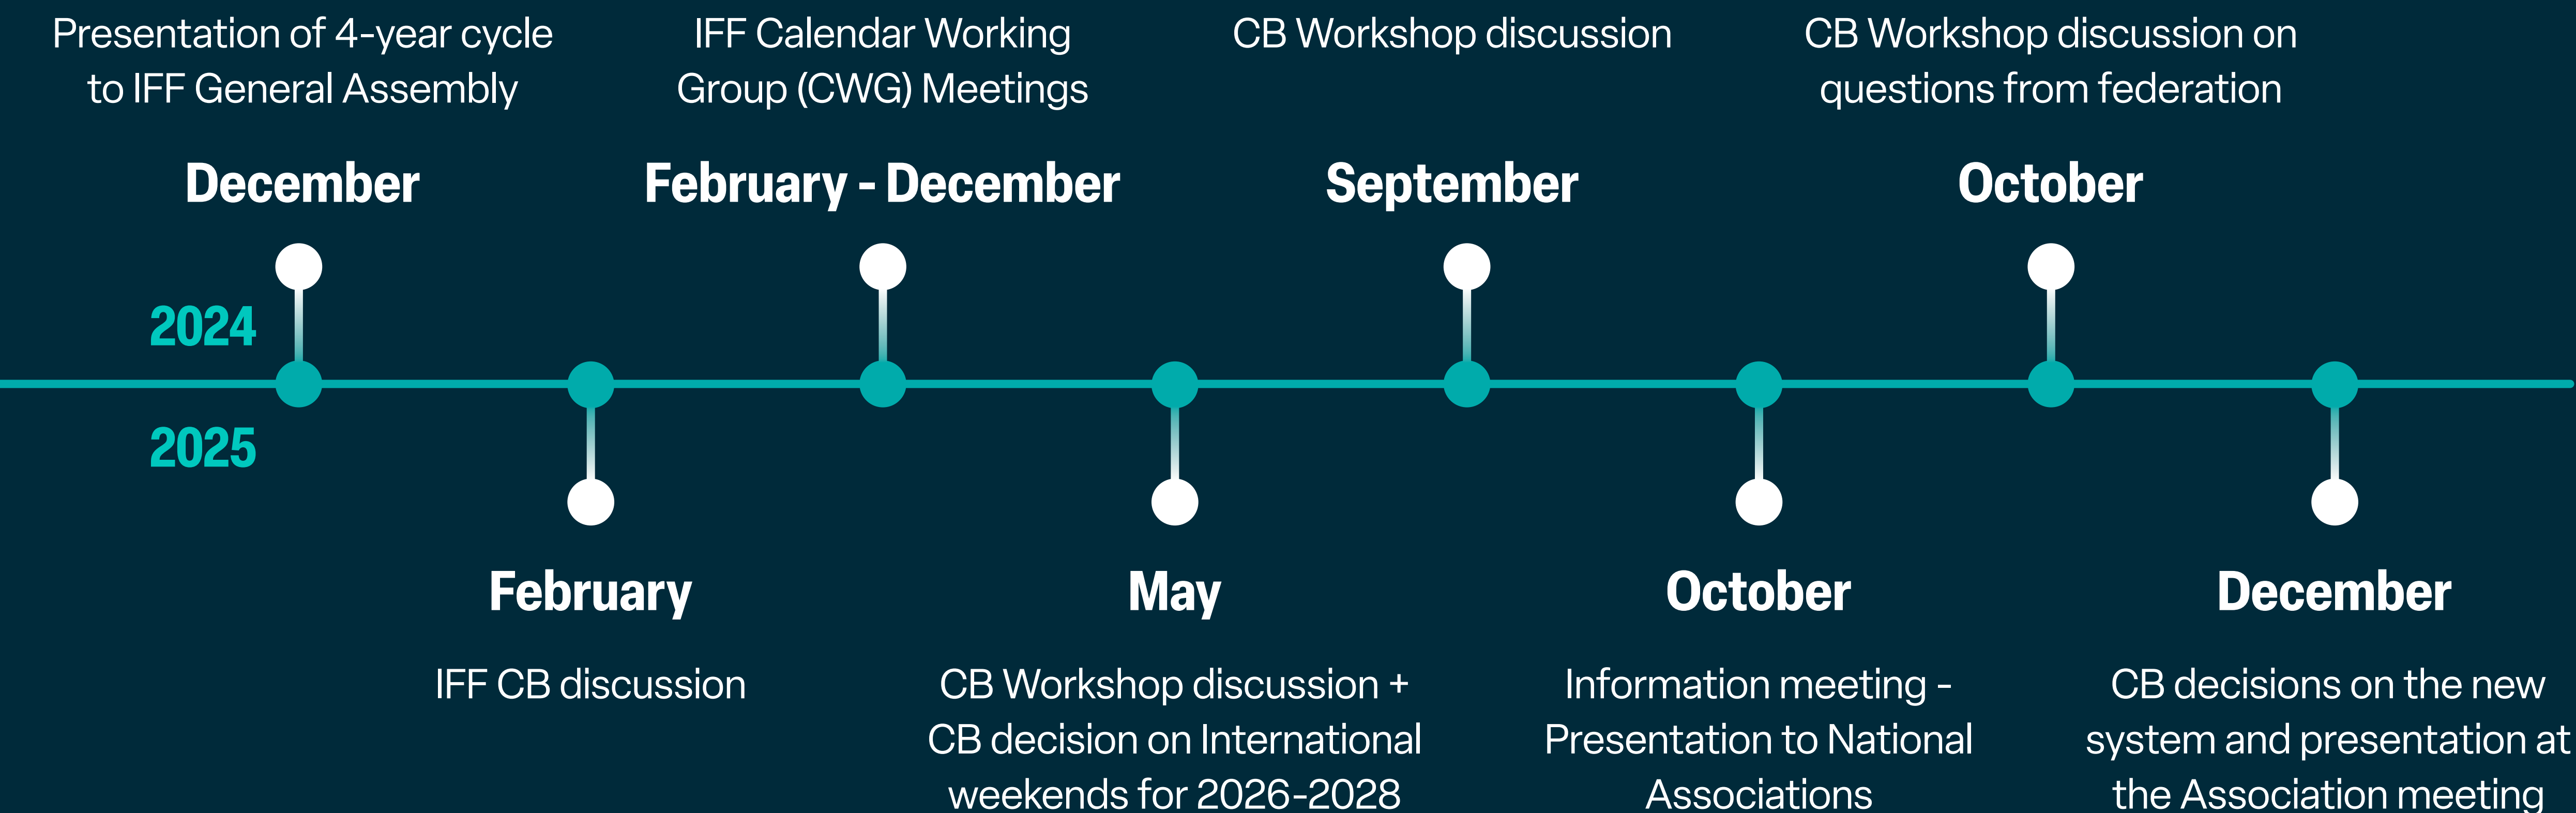 Presentation of 4-year cycle
to IFF General Assembly
December
IFF Calendar Working
Group (CWG) Meetings
February - December
CB Workshop discussion
September
CB Workshop discussion on
questions from federation
October
2024
2025
February
IFF CB discussion
May
CB Workshop discussion +
CB decision on International
weekends for 2026-2028
October
Information meeting -
Presentation to National
Associations
December
CB decisions on the new
system and presentation at
the Association meeting